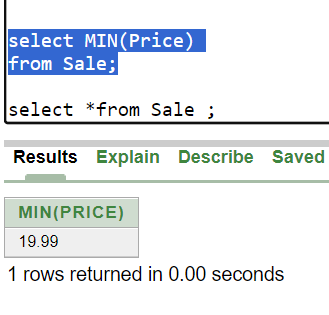 select MIN(Price)
from Sale;
select *from Sale ;
Results Explain Describe Saved
MIN(PRICE)
19.99
1 rows returned in 0.00 seconds